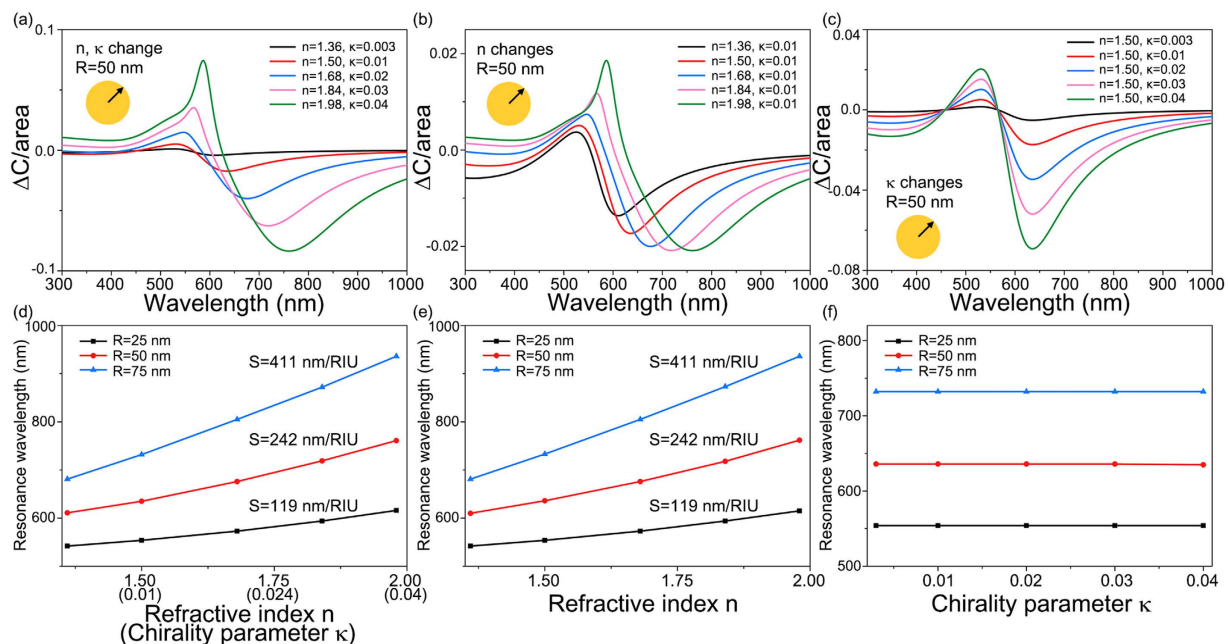 (a)
0.1
0.0
-0.1
ΔC/area
n, κ change
R=50 nm
n=1.36, κ=0.003
n=1.50, κ=0.01
n=1.68, κ=0.02
n=1.84, κ=0.03
n=1.98, κ=0.04
300 400 500 600 700 800 900 1000
Wavelength (nm)
(b)
0.02
0.00
-0.02
ΔC/area
n changes
R=50 nm
n=1.36, κ=0.01
n=1.50, κ=0.01
n=1.68, κ=0.01
n=1.84, κ=0.01
n=1.98, κ=0.01
300 400 500 600 700 800 900 1000
Wavelength (nm)
(c)
0.04
0.00
-0.04
-0.08
ΔC/area
n=1.50, κ=0.003
n=1.50, κ=0.01
n=1.50, κ=0.02
n=1.50, κ=0.03
n=1.50, κ=0.04
κ changes
R=50 nm
300 400 500 600 700 800 900 1000
Wavelength (nm)
(d)
1000
800
600
Resonance wavelength (nm)
R=25 nm
R=50 nm
R=75 nm
S=411 nm/RIU
S=242 nm/RIU
S=119 nm/RIU
1.50 1.75 2.00
(0.01) (0.024) (0.04)
Refractive index n
(Chirality parameter κ)
(e)
1000
800
600
Resonance wavelength (nm)
R=25 nm
R=50 nm
R=75 nm
S=411 nm/RIU
S=242 nm/RIU
S=119 nm/RIU
1.50 1.75 2.00
Refractive index n
(f)
800
700
600
500
Resonance wavelength (nm)
R=25 nm
R=50 nm
R=75 nm
0.01 0.02 0.03 0.04
Chirality parameter κ